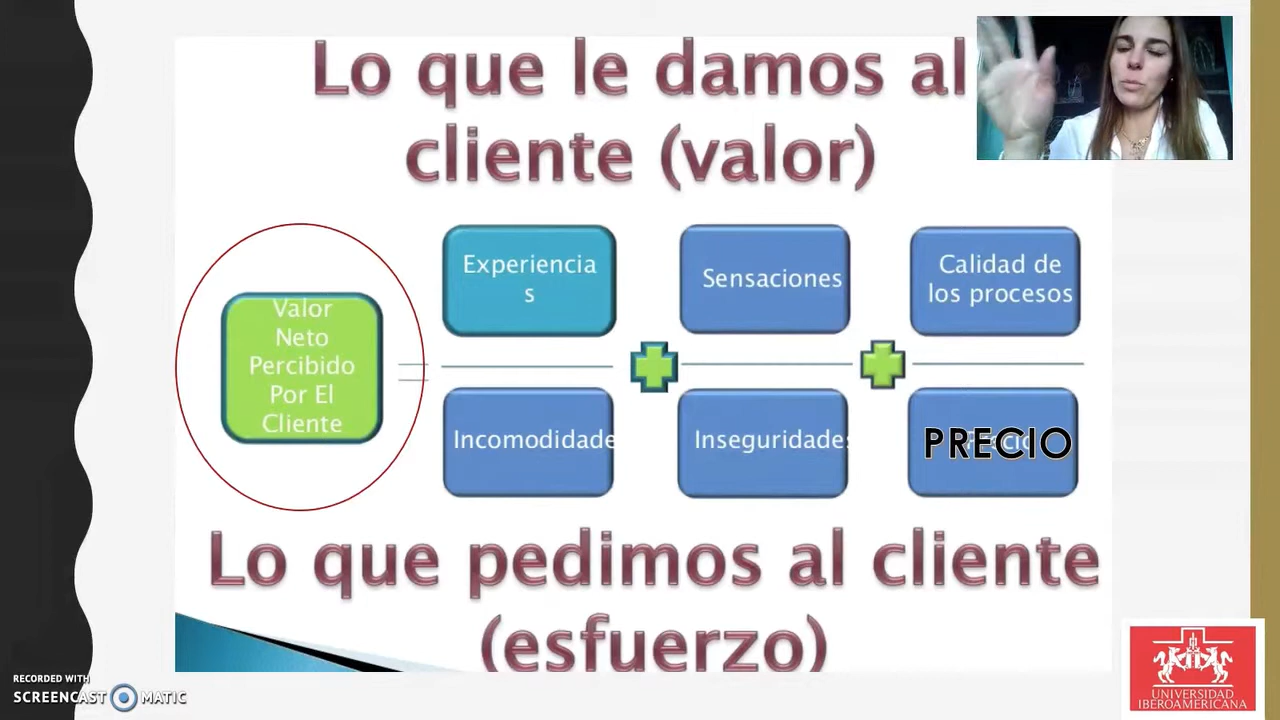 Lo que le damos al
cliente (valor)
Experiencia
s
Sensaciones
Calidad de
los procesos
Valor
Neto
Percibido
Por El
Cliente
Incomodidade
Inseguridades
PRECIO
Lo que pedimos al cliente
(esfuerzo)
RECORDED WITH
SCREENCAST MATIC
UNIVERSIDAD
IBEROAMERICANA